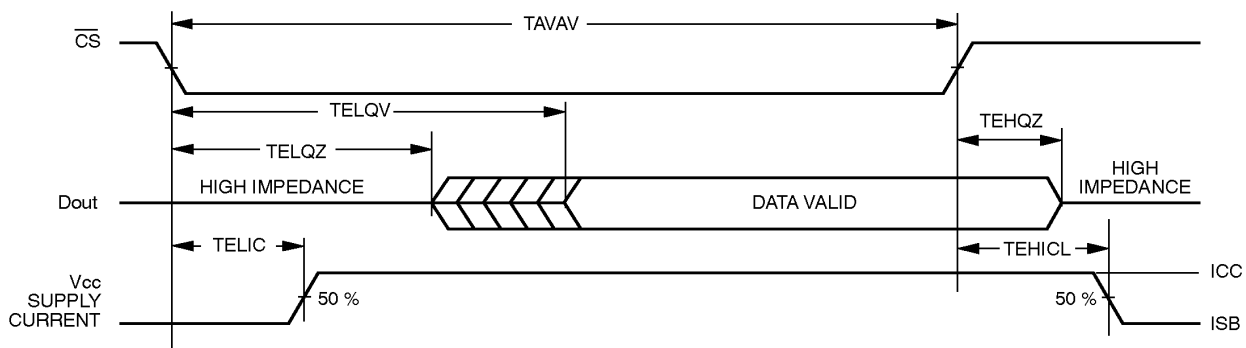 TAVAV
CS
TELQV
TEHQZ
TELQZ
HIGH IMPEDANCE
HIGH
IMPEDANCE
Dout
DATA VALID
TELIC
TEHICL
Vcc
SUPPLY
CURRENT
50 %
50 %
ICC
ISB